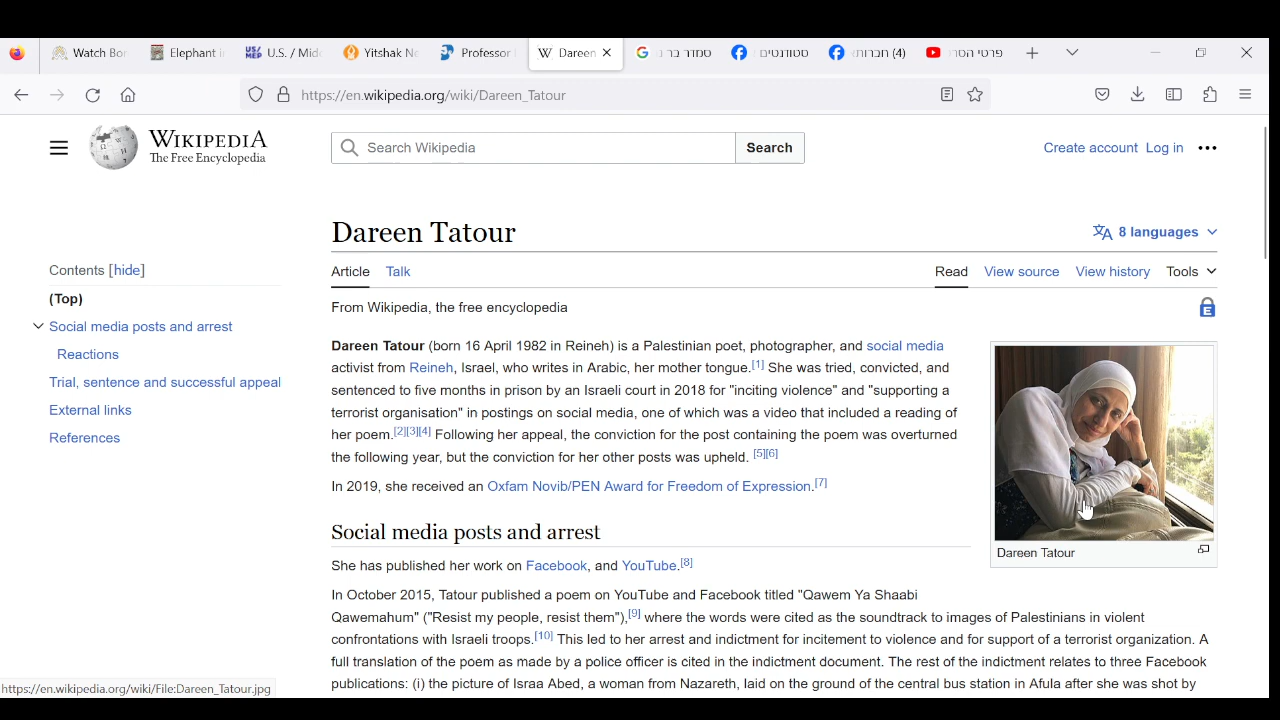 Watch Bor
Elephant i
U.S. / Mid
Yitshak Ne
Professor
Dareen
סמדר בר נ
סטודנטים
(4) חברותי
פרטי הסרט
https://en.wikipedia.org/wiki/Dareen_Tatour
WIKIPEDIA
The Free Encyclopedia
Search Wikipedia
Search
Create account Log in
Dareen Tatour
8 languages
Contents [hide]
(Top)
Social media posts and arrest
Reactions
Trial, sentence and successful appeal
External links
References
Article Talk
Read View source View history Tools
From Wikipedia, the free encyclopedia
Dareen Tatour (born 16 April 1982 in Reineh) is a Palestinian poet, photographer, and social media
activist from Reineh, Israel, who writes in Arabic, her mother tongue.[1] She was tried, convicted, and
sentenced to five months in prison by an Israeli court in 2018 for "inciting violence" and "supporting a
terrorist organisation" in postings on social media, one of which was a video that included a reading of
her poem.[2][3][4] Following her appeal, the conviction for the post containing the poem was overturned
the following year, but the conviction for her other posts was upheld. [5][6]
In 2019, she received an Oxfam Novib/PEN Award for Freedom of Expression.[7]
Dareen Tatour
Social media posts and arrest
She has published her work on Facebook, and YouTube.[8]
In October 2015, Tatour published a poem on YouTube and Facebook titled "Qawem Ya Shaabi
Qawemahum" ("Resist my people, resist them"),[9] where the words were cited as the soundtrack to images of Palestinians in violent
confrontations with Israeli troops.[10] This led to her arrest and indictment for incitement to violence and for support of a terrorist organization. A
full translation of the poem as made by a police officer is cited in the indictment document. The rest of the indictment relates to three Facebook
publications: (i) the picture of Israa Abed, a woman from Nazareth, laid on the ground of the central bus station in Afula after she was shot by
https://en.wikipedia.org/wiki/File:Dareen_Tatour.jpg